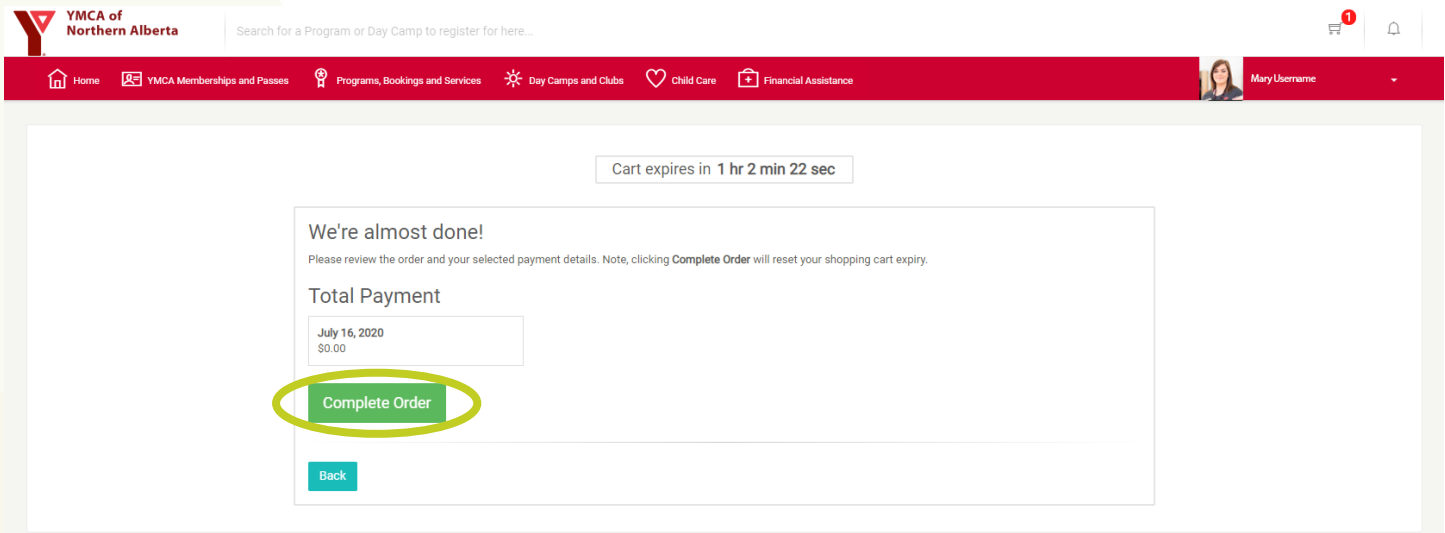 YMCA of
Northern Alberta
Search for a Program or Day Camp to register for here...
1
Home
YMCA Memberships and Passes
Programs, Bookings and Services
Day Camps and Clubs
Child Care
Financial Assistance
Mary Username
Cart expires in 1 hr 2 min 22 sec
We're almost done!
Please review the order and your selected payment details. Note, clicking Complete Order will reset your shopping cart expiry.
Total Payment
July 16, 2020
$0.00
Complete Order
Back